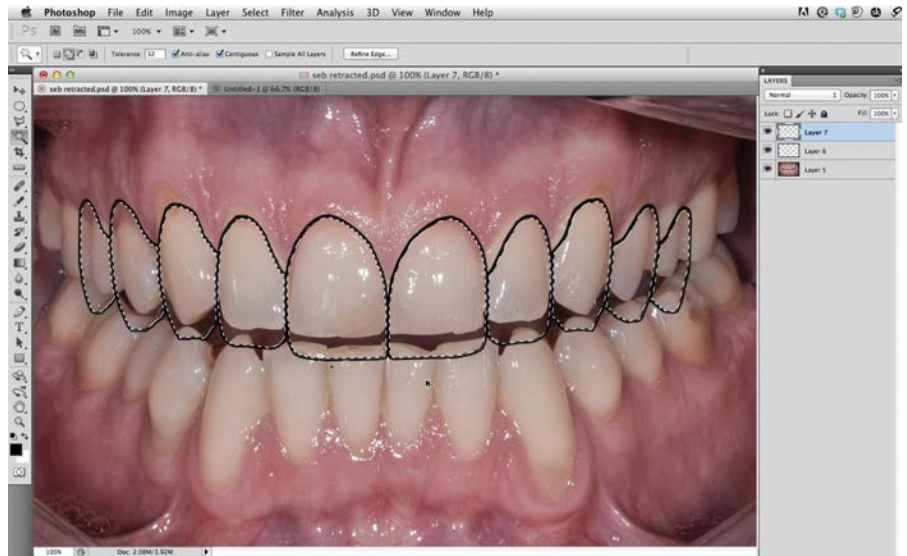 Photoshop File Edit Image Layer Select Filter Analysis 3D View Window Help
Ps 100%
Tolerance: 32 Anti-alias Contiguous Sample All Layers Refine Edge...
seb retracted.psd @ 100% (Layer 7, RGB/8) *
seb retracted.psd @ 100% (Layer 7, RGB/8) * Untitled-1 @ 66.7% (RGB/8)
LAYERS
Normal Opacity: 100%
Lock: Fill: 100%
Layer 7
Layer 6
Layer 5
100% Doc: 2.08M/3.92M